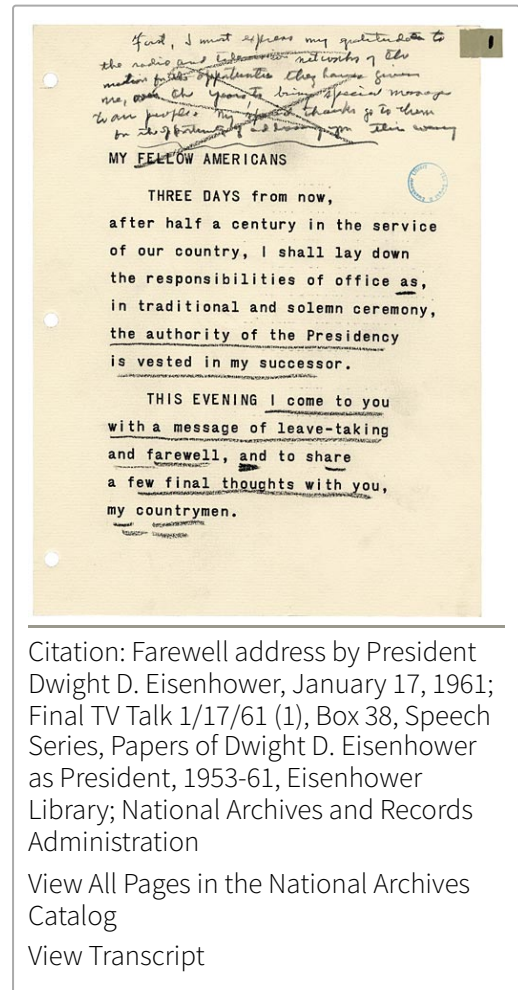 1
First, I must express my gratitude to
the radio and television networks of the
nation for the opportunities they have given
me, over the years to bring special message
to our people. My special thanks go to them
for the opportunity of addressing you this evening
MY FELLOW AMERICANS
THREE DAYS from now,
after half a century in the service
of our country, I shall lay down
the responsibilities of office as,
in traditional and solemn ceremony,
the authority of the Presidency
is vested in my successor.
THIS EVENING I come to you
with a message of leave-taking
and farewell, and to share
a few final thoughts with you,
my countrymen.
Citation: Farewell address by President
Dwight D. Eisenhower, January 17, 1961;
Final TV Talk 1/17/61 (1), Box 38, Speech
Series, Papers of Dwight D. Eisenhower
as President, 1953-61, Eisenhower
Library; National Archives and Records
Administration
View All Pages in the National Archives
Catalog
View Transcript